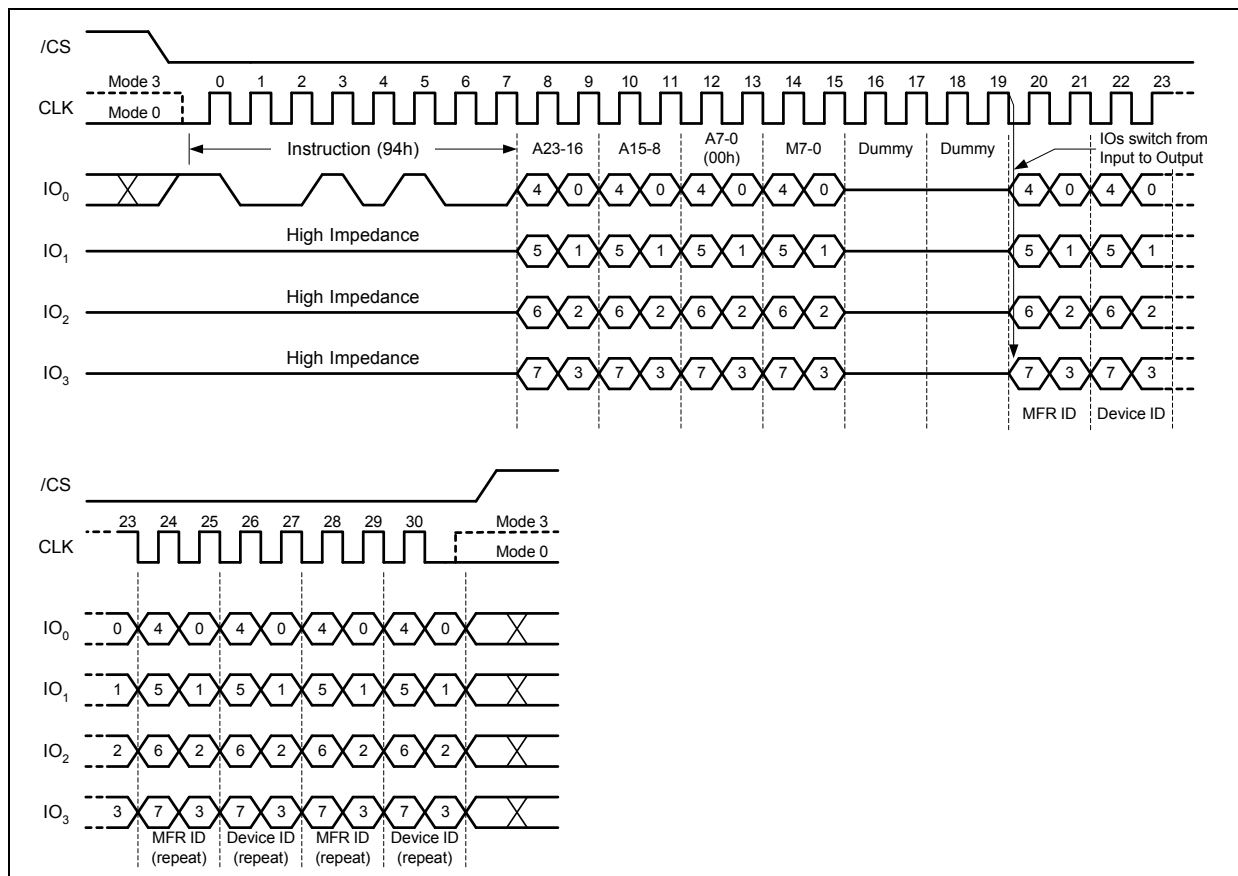 /CS
Mode 3 0 1 2 3 4 5 6 7 8 9 10 11 12 13 14 15 16 17 18 19 20 21 22 23
CLK Mode 0
Instruction (94h) A23-16 A15-8 A7-0 (00h) M7-0 Dummy Dummy IOs switch from Input to Output
IO0 4 0 4 0 4 0 4 0 4 0 4 0
High Impedance
IO1 5 1 5 1 5 1 5 1 5 1 5 1
High Impedance
IO2 6 2 6 2 6 2 6 2 6 2 6 2
High Impedance
IO3 7 3 7 3 7 3 7 3 7 3 7 3
MFR ID Device ID
/CS
23 24 25 26 27 28 29 30 Mode 3
CLK Mode 0
IO0 0 4 0 4 0 4 0 4 0
IO1 1 5 1 5 1 5 1 5 1
IO2 2 6 2 6 2 6 2 6 2
IO3 3 7 3 7 3 7 3 7 3
MFR ID (repeat) Device ID (repeat) MFR ID (repeat) Device ID (repeat)